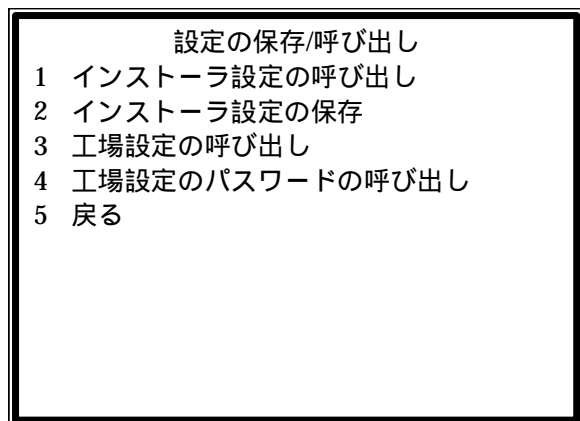 設定の保存/呼び出し
1 インストーラ設定の呼び出し
2 インストーラ設定の保存
3 工場設定の呼び出し
4 工場設定のパスワードの呼び出し
5 戻る